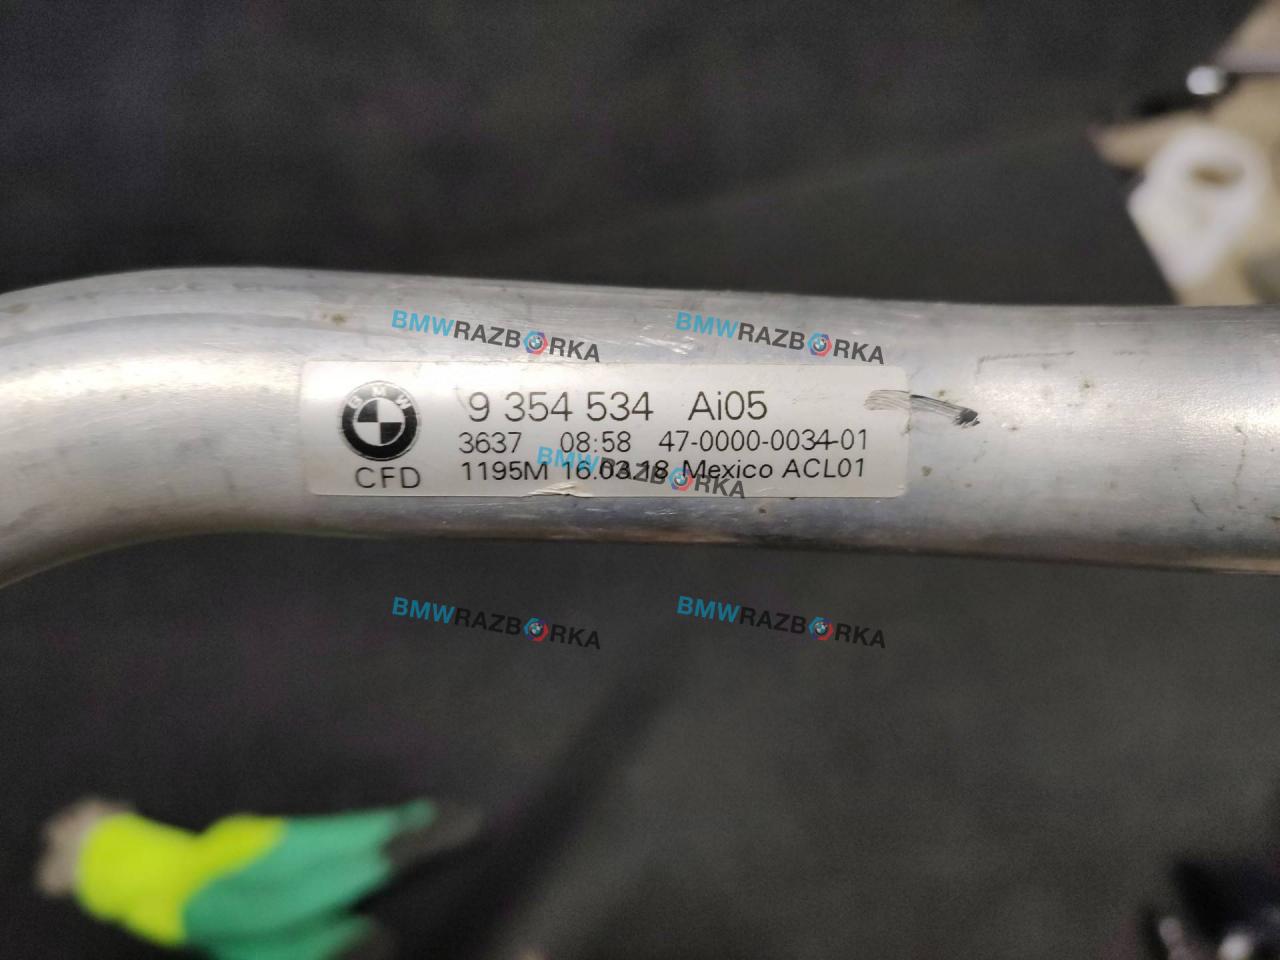 BMWRAZBORKA BMWRAZBORKA
BMW 9 354 534 Ai05
3637 08:58 47-0000-0034-01
CFD 1195M 16.03.18 Mexico ACL01
BMWRAZBORKA
BMWRAZBORKA BMWRAZBORKA